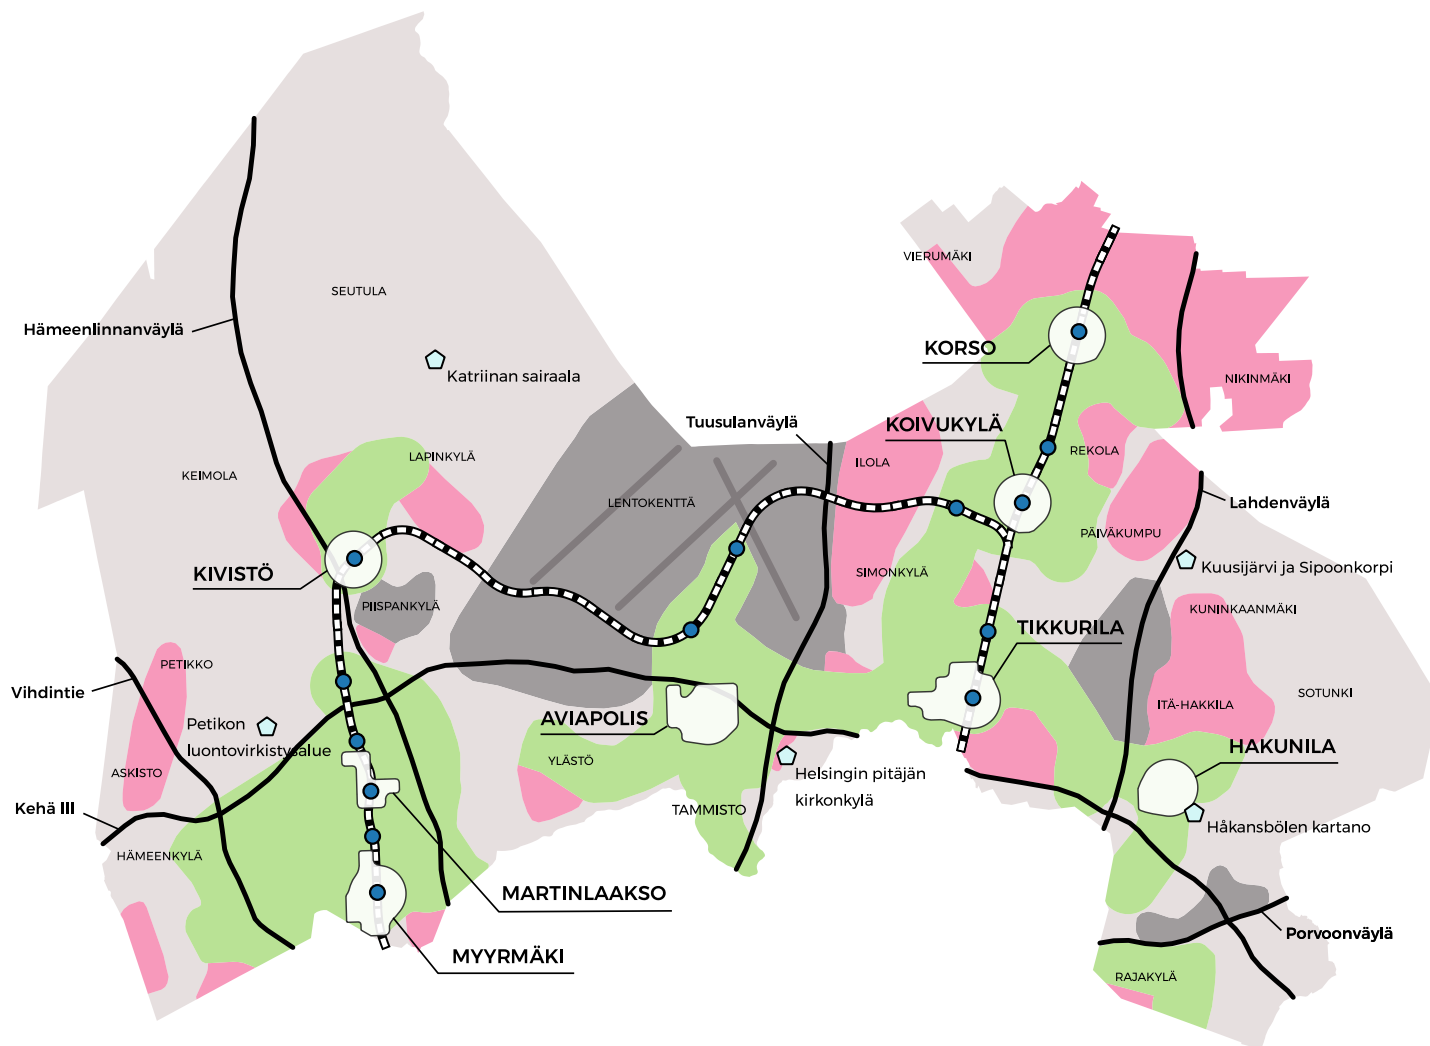 VIERUMÄKI
SEUTULA
Hämeenlinnanväylä
KORSO
Katriinan sairaala
NIKINMÄKI
Tuusulanväylä
KOIVUKYLÄ
LAPINKYLÄ
ILOLA
REKOLA
KEIMOLA
LENTOKENTTÄ
Lahdenväylä
PÄIVÄKUMPU
KIVISTÖ
SIMONKYLÄ
Kuusijärvi ja Sipoonkorpi
PIISPANKYLÄ
KUNINKAANMÄKI
TIKKURILA
PETIKKO
Vihdintie
SOTUNKI
ITÄ-HAKKILA
Petikon
luontovirkistysalue
AVIAPOLIS
HAKUNILA
YLÄSTÖ
ASKISTO
Helsingin pitäjän
kirkonkylä
Kehä III
TAMMISTO
Håkansbölen kartano
HÄMEENKYLÄ
MARTINLAAKSO
Porvoonväylä
MYYRMÄKI
RAJAKYLÄ